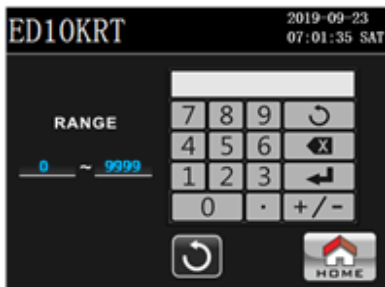 ED10KRT
2019-09-23
07:01:35 SAT
RANGE
0 ~ 9999
7 8 9
4 5 6
1 2 3
0 . +/-
HOME